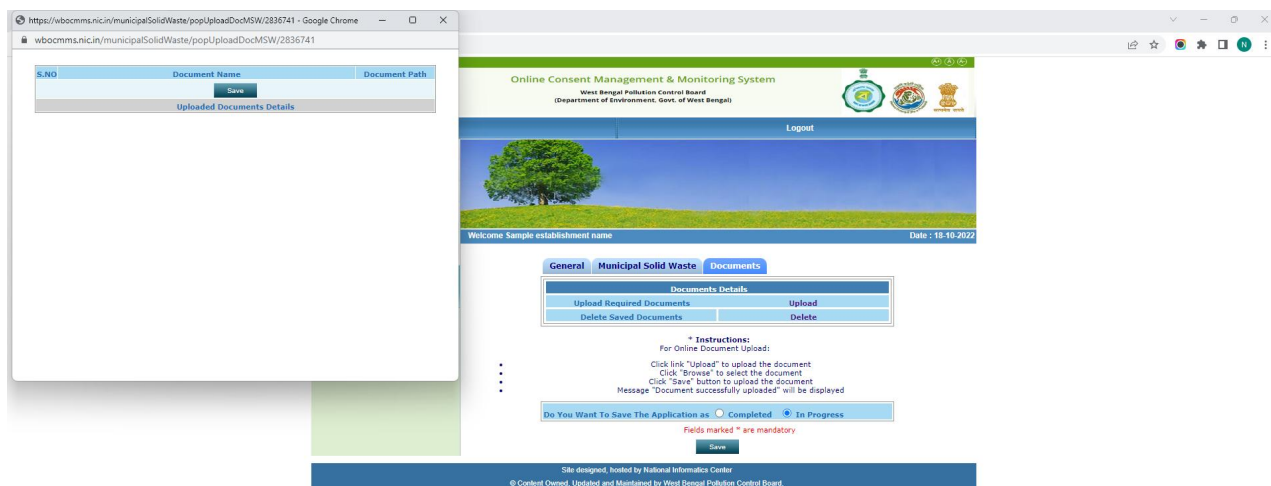 https://wbocmms.nic.in/municipalSolidWaste/popUploadDocMSW/2836741 - Google Chrome
wbocmms.nic.in/municipalSolidWaste/popUploadDocMSW/2836741
S.NO Document Name Document Path
Save
Uploaded Documents Details
Online Consent Management & Monitoring System
West Bengal Pollution Control Board
(Department of Environment. Govt. of West Bengal)
Logout
Welcome Sample establishment name Date : 18-10-2022
General Municipal Solid Waste Documents
Documents Details
Upload Required Documents Upload
Delete Saved Documents Delete
* Instructions:
For Online Document Upload:
• Click link "Upload" to upload the document
• Click "Browse" to select the document
• Click "Save" button to upload the document
• Message "Document successfully uploaded" will be displayed
Do You Want To Save The Application as Completed In Progress
Fields marked * are mandatory
Save
Site designed, hosted by National Informatics Center
© Content Owned, Updated and Maintained by West Bengal Pollution Control Board.